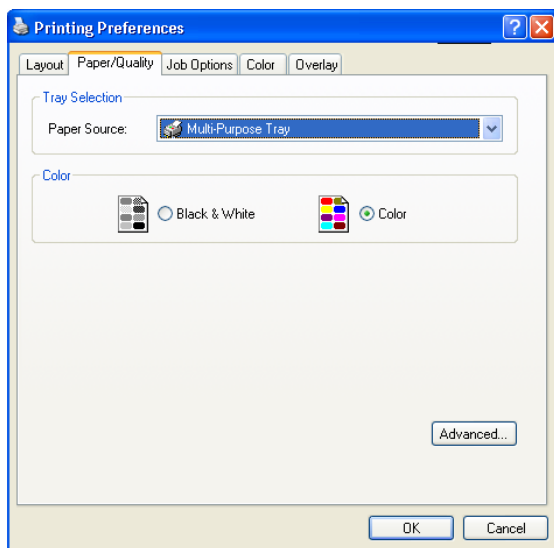 Printing Preferences
Layout Paper/Quality Job Options Color Overlay
Tray Selection
Paper Source: Multi-Purpose Tray
Color
Black & White Color
Advanced...
OK Cancel